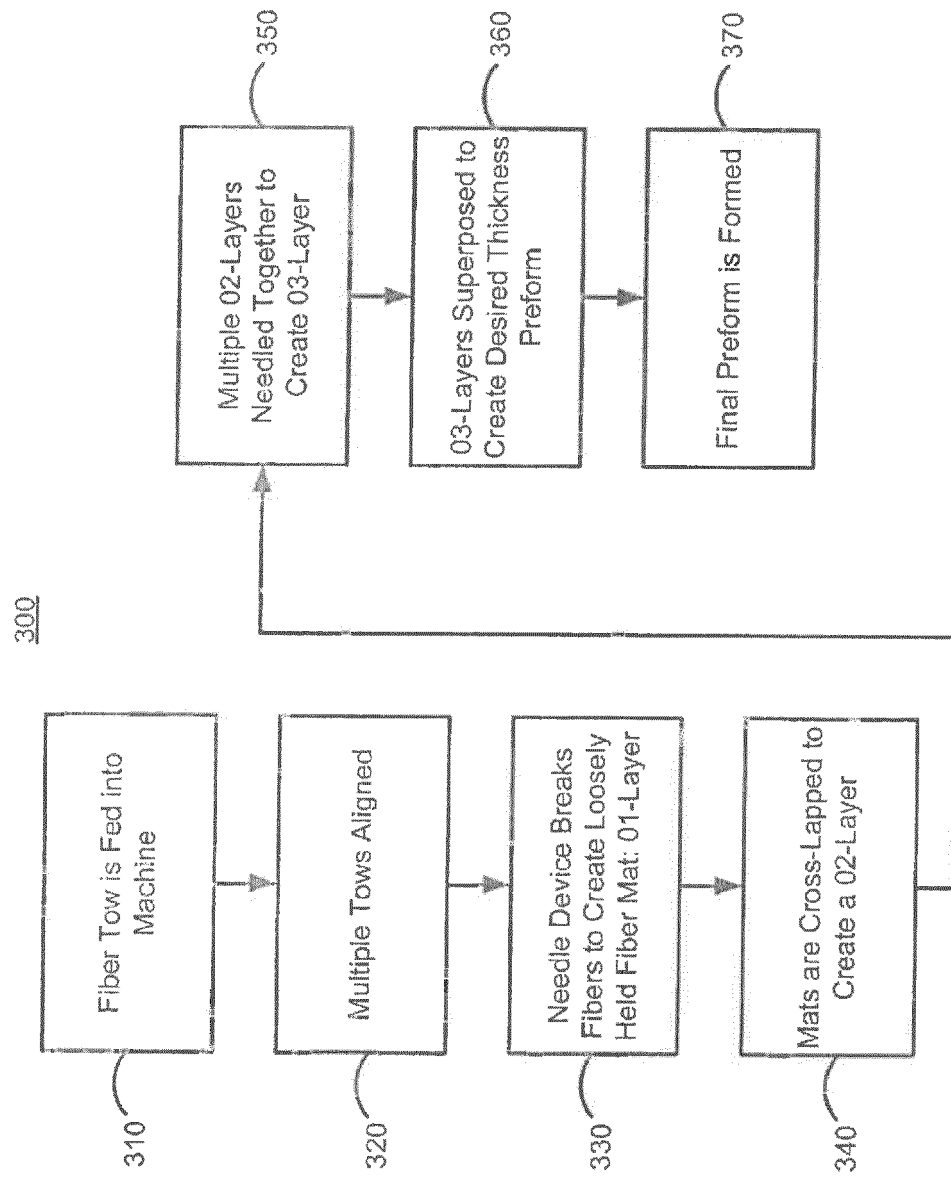 300
310
Fiber Tow is Fed into
Machine
320
Multiple Tows Aligned
330
Needle Device Breaks
Fibers to Create Loosely
Held Fiber Mat: 01-Layer
340
Mats are Cross-Lapped to
Create a 02-Layer
350
Multiple 02-Layers
Needled Together to
Create 03-Layer
360
03-Layers Superposed to
Create Desired Thickness
Preform
370
Final Preform is Formed